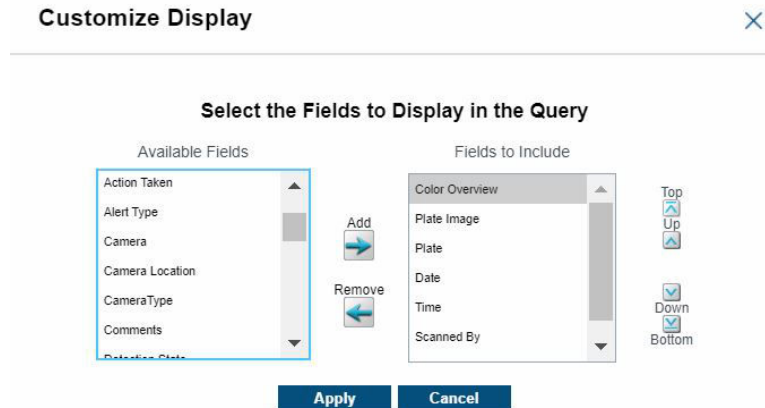 Customize Display
Select the Fields to Display in the Query
Available Fields
Action Taken
Alert Type
Camera
Camera Location
CameraType
Comments
Add
Remove
Fields to Include
Color Overview
Plate Image
Plate
Date
Time
Scanned By
Top
Up
Down
Bottom
Apply
Cancel